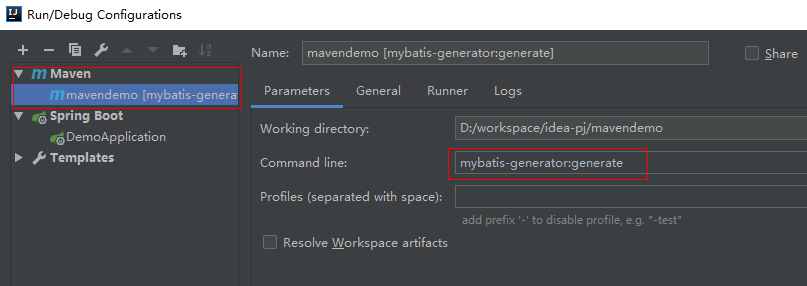 Run/Debug Configurations
Name: mavendemo [mybatis-generator:generate] Share
Maven
mavendemo [mybatis-genera
Spring Boot
DemoApplication
Templates
Parameters General Runner Logs
Working directory: D:/workspace/idea-pj/mavendemo
Command line: mybatis-generator:generate
Profiles (separated with space):
add prefix '-' to disable profile, e.g. "-test"
Resolve Workspace artifacts